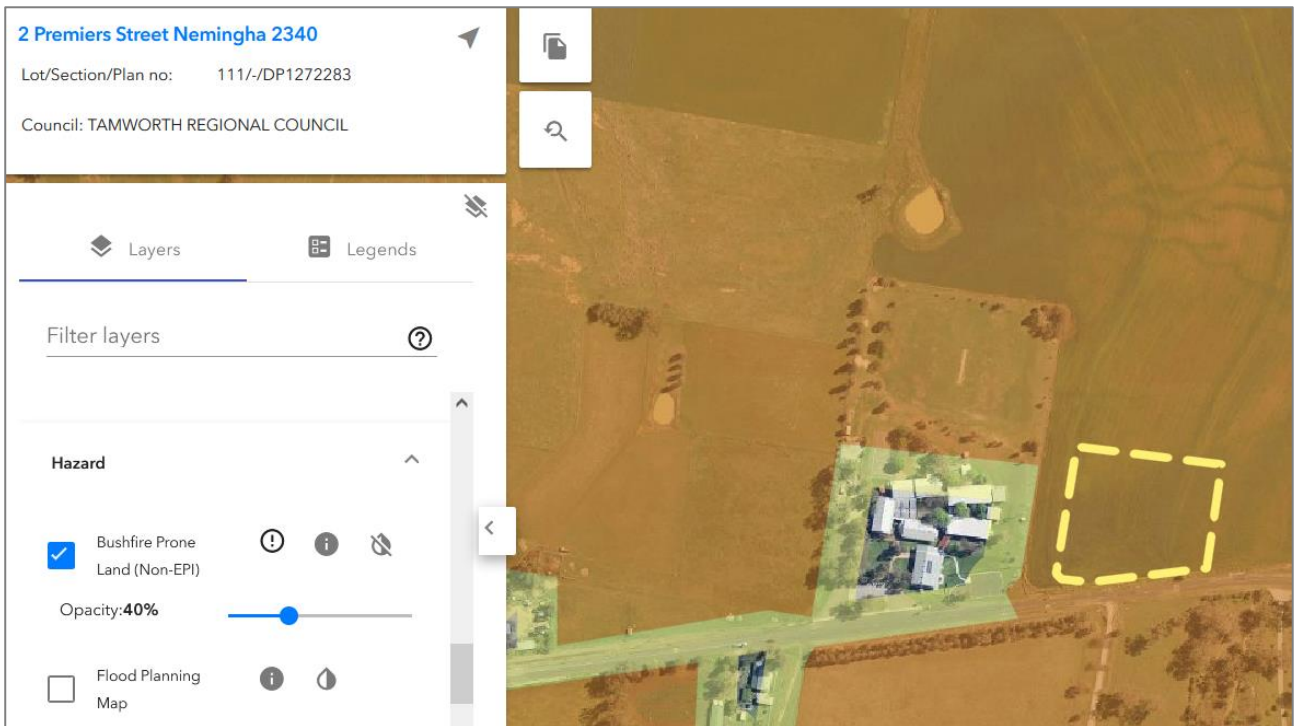 2 Premiers Street Nemingha 2340
Lot/Section/Plan no: 111/-/DP1272283
Council: TAMWORTH REGIONAL COUNCIL
Layers
Legends
Filter layers
Hazard
Bushfire Prone
Land (Non-EPI)
Opacity:40%
Flood Planning
Map